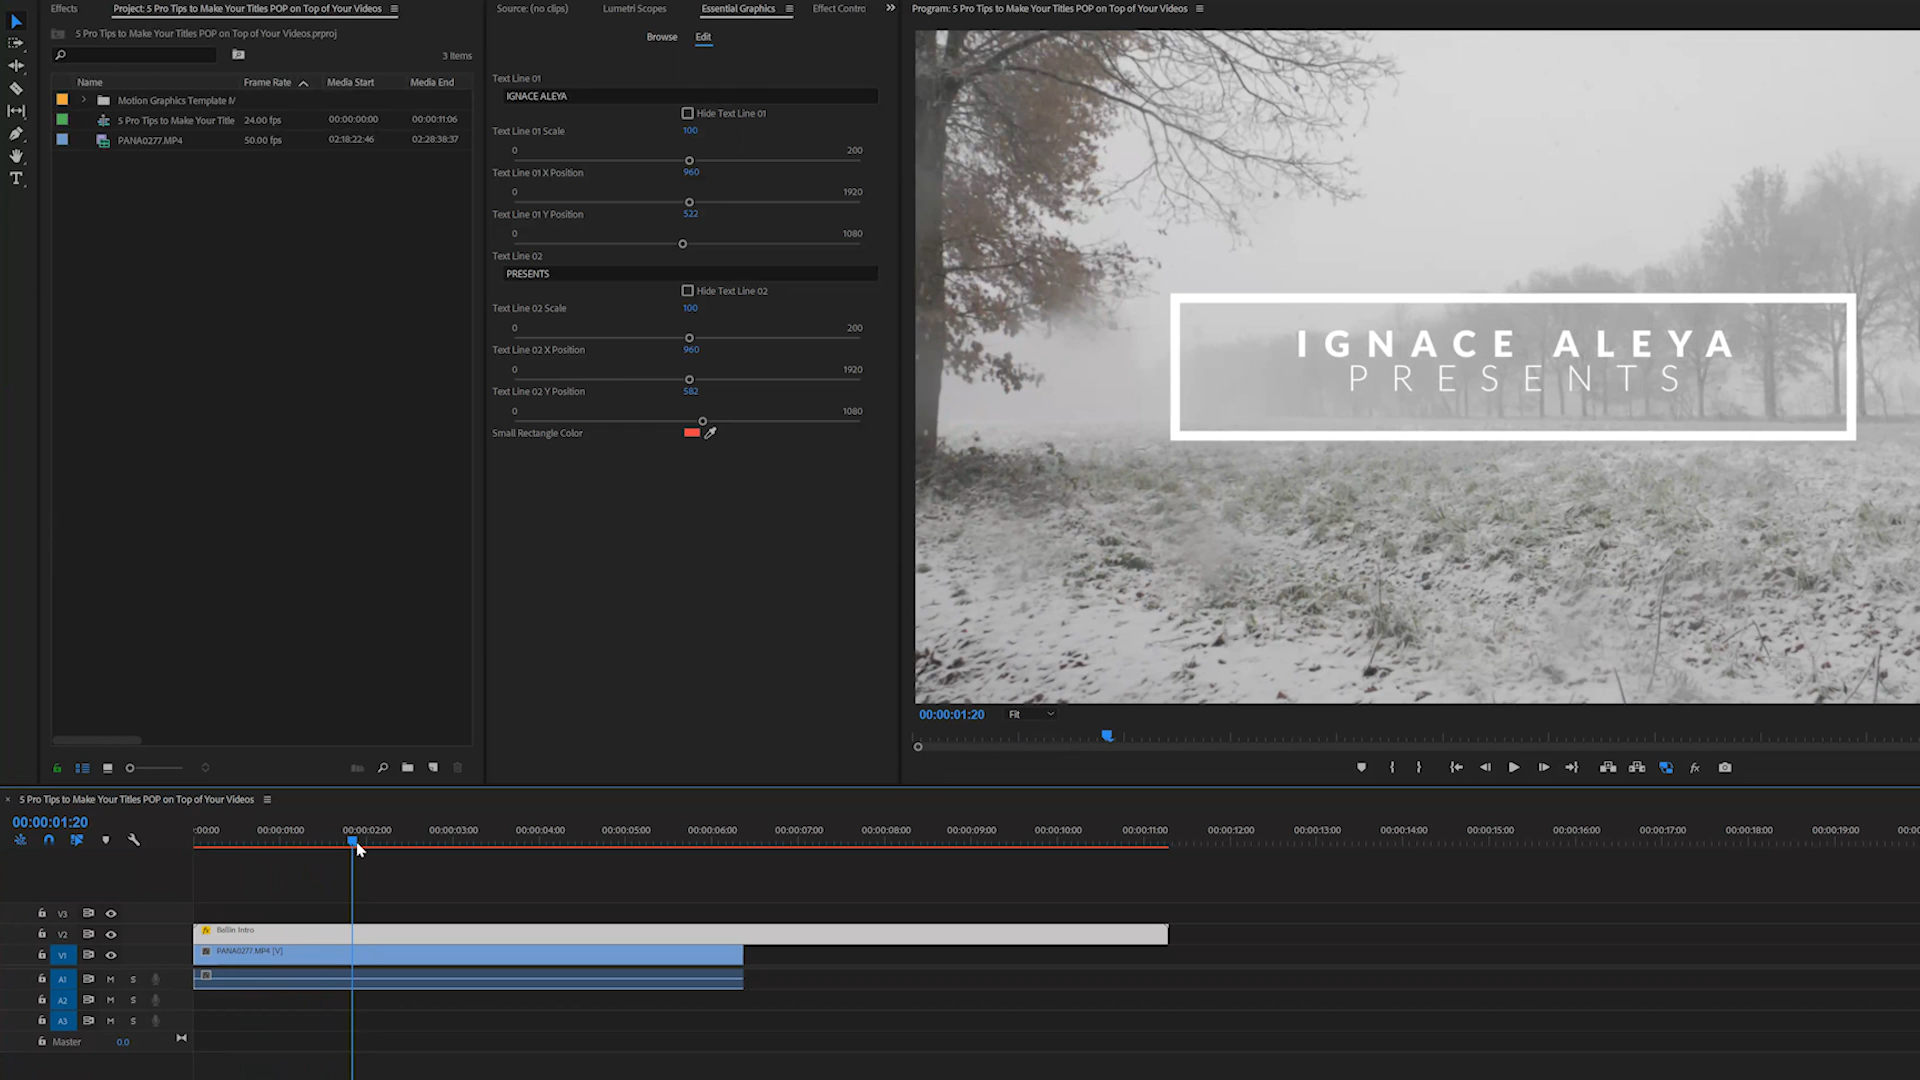 Effects
Project: 5 Pro Tips to Make Your Titles POP on Top of Your Videos
5 Pro Tips to Make Your Titles POP on Top of Your Videos.prproj
3 Items
Name Frame Rate Media Start Media End
Motion Graphics Template M
5 Pro Tips to Make Your Title 24.00 fps 00:00:00:00 00:00:11:06
PANA0277.MP4 50.00 fps 02:18:22:46 02:28:38:37
Source: (no clips) Lumetri Scopes Essential Graphics Effect Contro
Browse Edit
Text Line 01
IGNACE ALEYA
Hide Text Line 01
Text Line 01 Scale 100
0 200
Text Line 01 X Position 960
0 1920
Text Line 01 Y Position 522
0 1080
Text Line 02
PRESENTS
Hide Text Line 02
Text Line 02 Scale 100
0 200
Text Line 02 X Position 960
0 1920
Text Line 02 Y Position 582
0 1080
Small Rectangle Color
Program: 5 Pro Tips to Make Your Titles POP on Top of Your Videos
IGNACE ALEYA
PRESENTS
00:00:01:20 Fit
5 Pro Tips to Make Your Titles POP on Top of Your Videos
00:00:01:20
:00:00 00:00:01:00 00:00:02:00 00:00:03:00 00:00:04:00 00:00:05:00 00:00:06:00 00:00:07:00 00:00:08:00 00:00:09:00 00:00:10:00 00:00:11:00 00:00:12:00 00:00:13:00 00:00:14:00 00:00:15:00 00:00:16:00 00:00:17:00 00:00:18:00 00:00:19:00 00:0
V3
V2 fx Bellin Intro
V1 PANA0277.MP4 [V]
A1 M S
A2 M S
A3 M S
Master 0.0